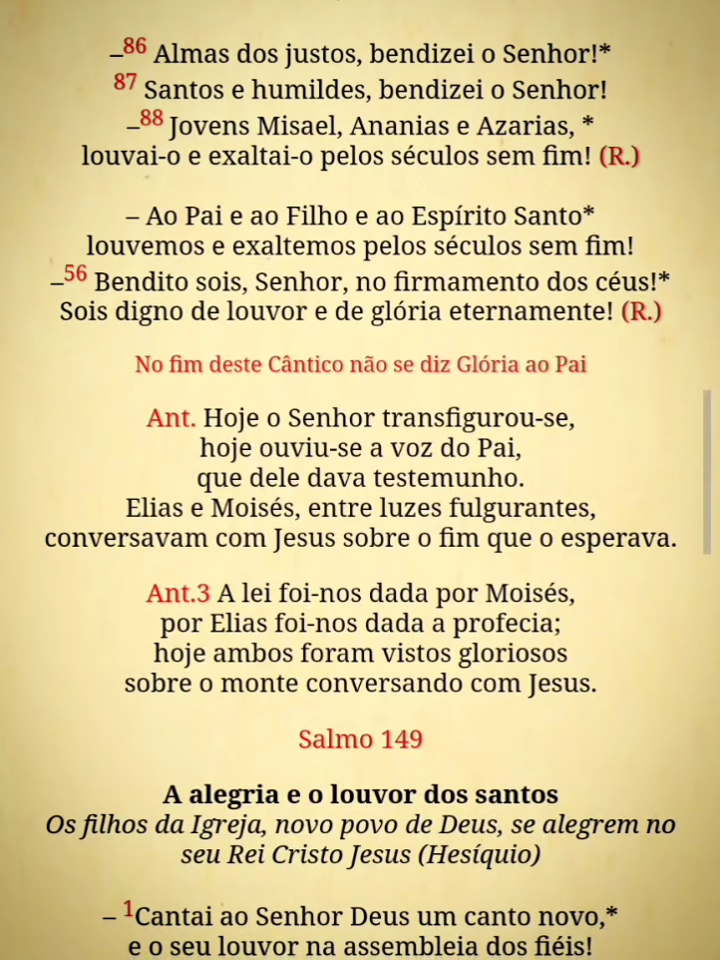 –86 Almas dos justos, bendizei o Senhor!*
87 Santos e humildes, bendizei o Senhor!
–88 Jovens Misael, Ananias e Azarias, *
louvai-o e exaltai-o pelos séculos sem fim! (R.)
– Ao Pai e ao Filho e ao Espírito Santo*
louvemos e exaltemos pelos séculos sem fim!
–56 Bendito sois, Senhor, no firmamento dos céus!*
Sois digno de louvor e de glória eternamente! (R.)
No fim deste Cântico não se diz Glória ao Pai
Ant. Hoje o Senhor transfigurou-se,
hoje ouviu-se a voz do Pai,
que dele dava testemunho.
Elias e Moisés, entre luzes fulgurantes,
conversavam com Jesus sobre o fim que o esperava.
Ant.3 A lei foi-nos dada por Moisés,
por Elias foi-nos dada a profecia;
hoje ambos foram vistos gloriosos
sobre o monte conversando com Jesus.
Salmo 149
A alegria e o louvor dos santos
Os filhos da Igreja, novo povo de Deus, se alegrem no
seu Rei Cristo Jesus (Hesíquio)
– 1Cantai ao Senhor Deus um canto novo,*
e o seu louvor na assembleia dos fiéis!